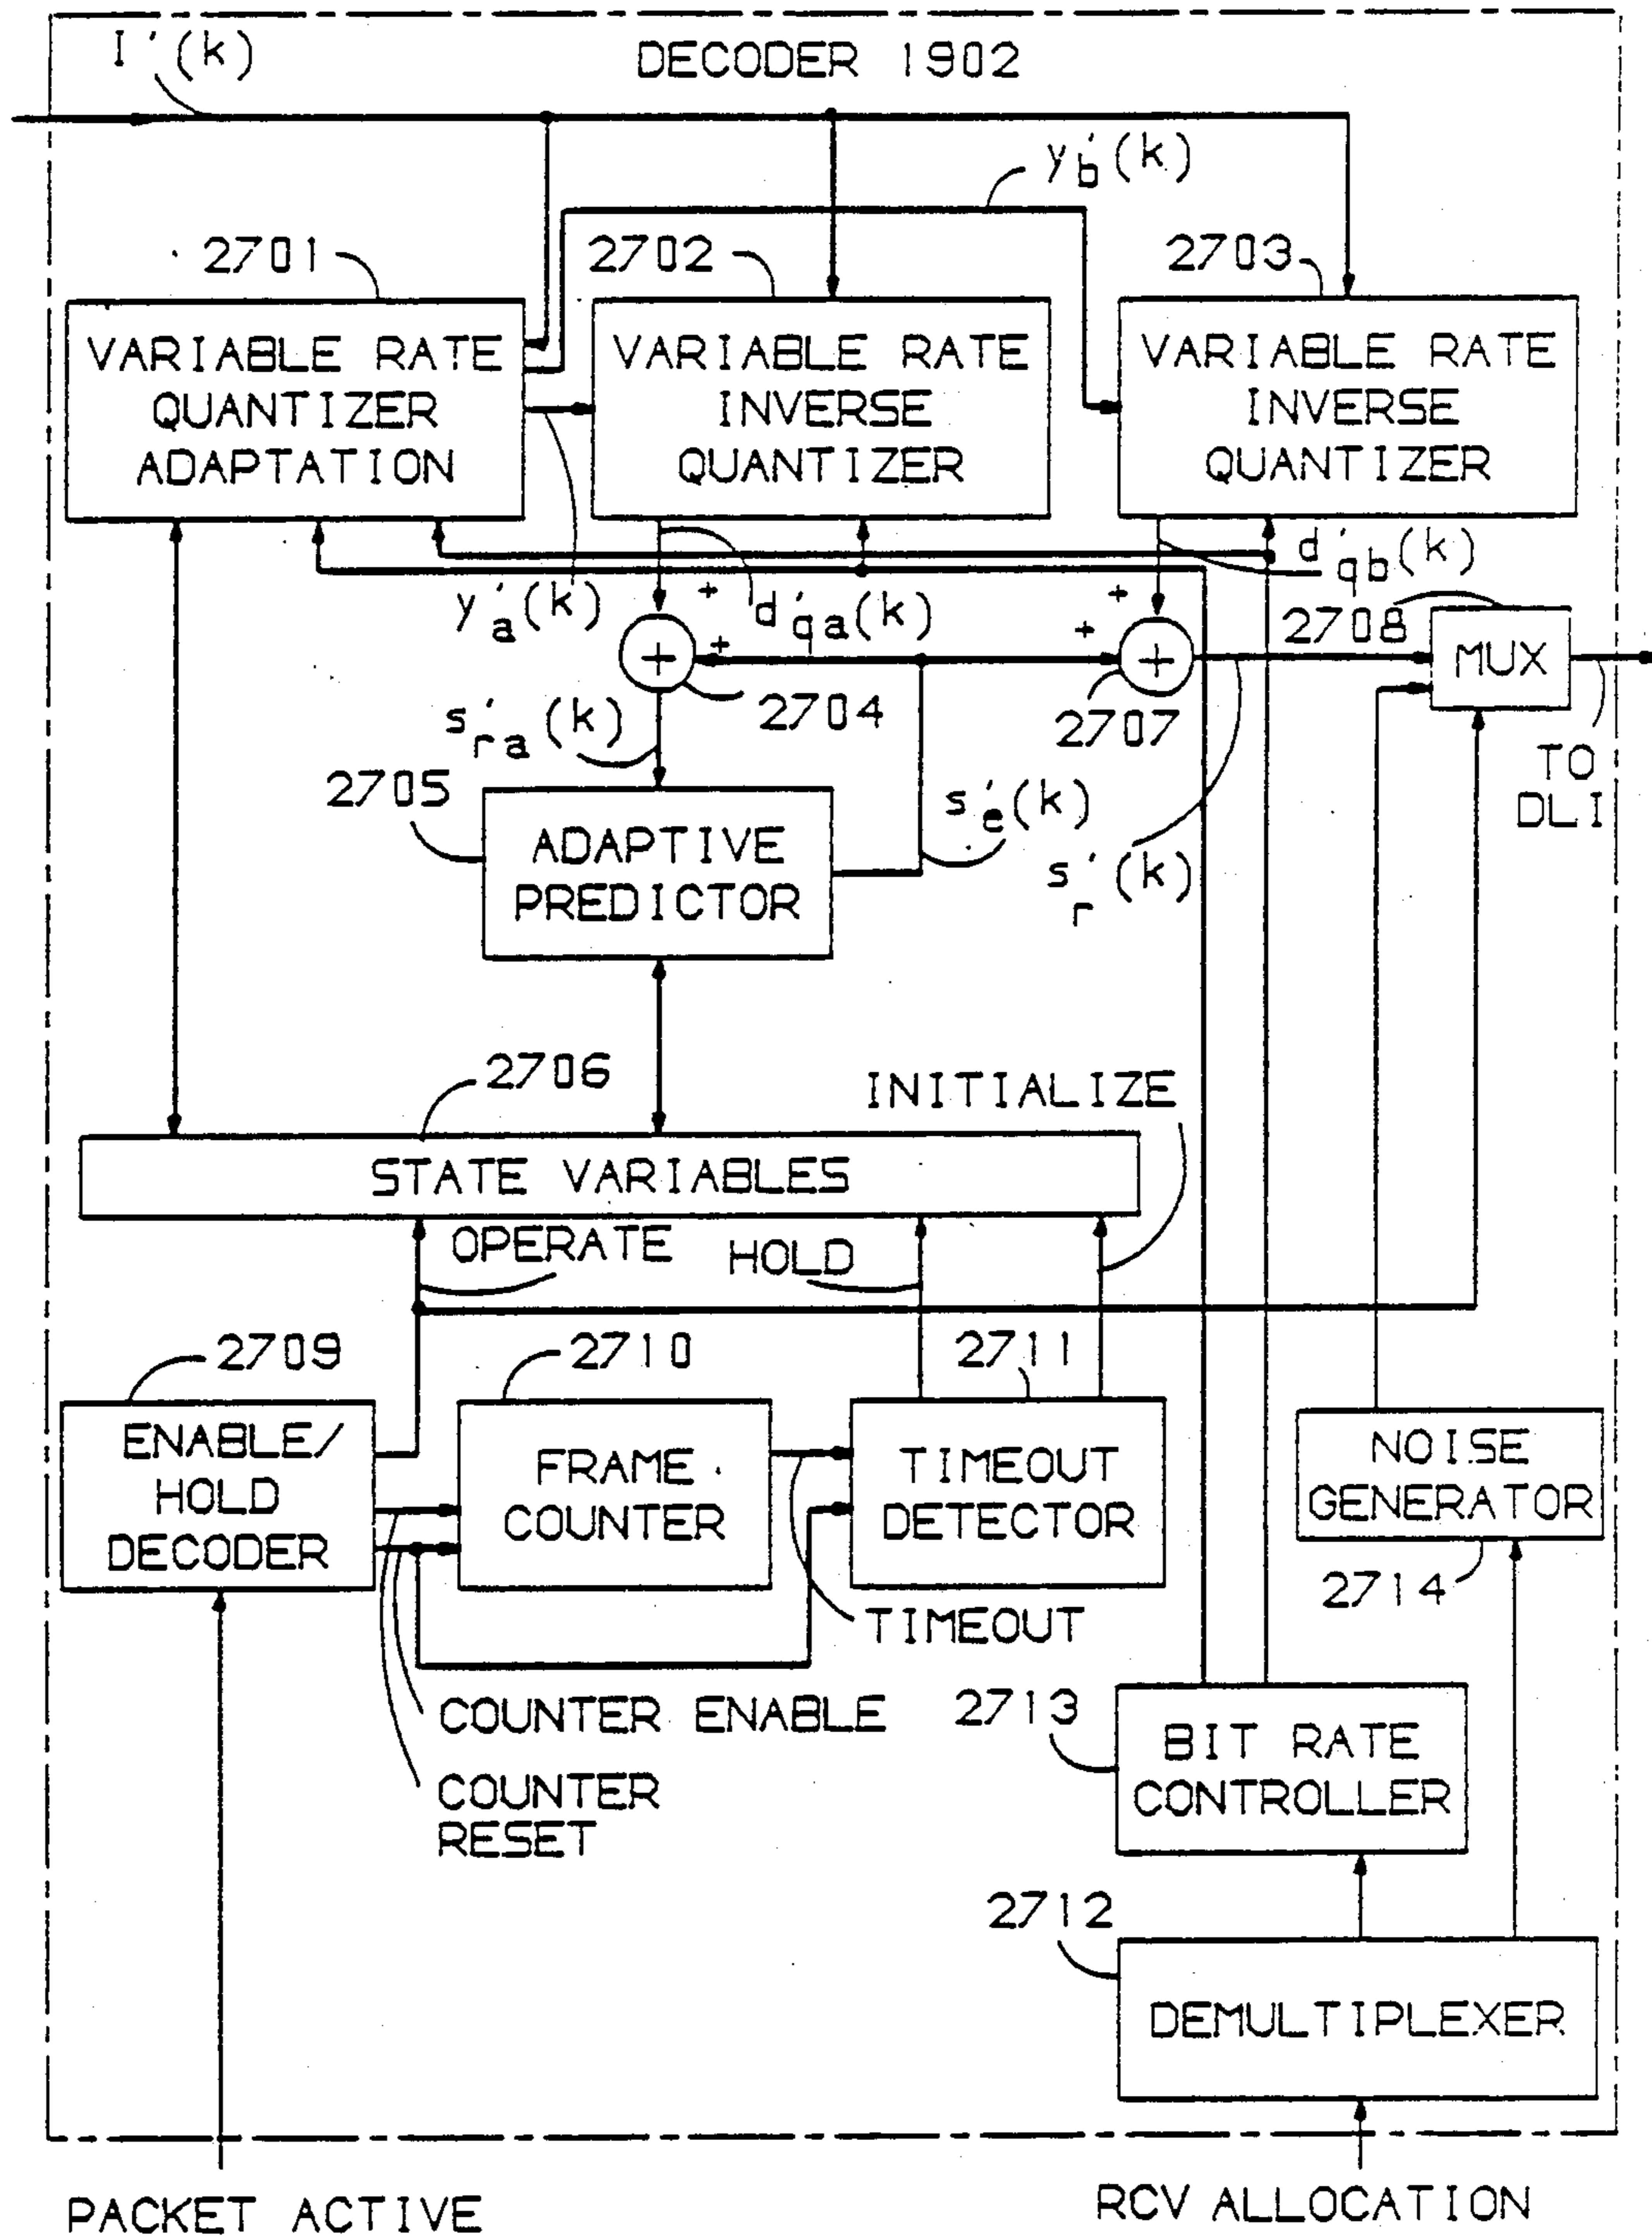 I'(k)
DECODER 1902
y'b(k)
2701
2702
2703
VARIABLE RATE
QUANTIZER
ADAPTATION
VARIABLE RATE
INVERSE
QUANTIZER
VARIABLE RATE
INVERSE
QUANTIZER
y'a(k)
+
d'qa(k)
+
d'qb(k)
+
+
+
+
2708
MUX
2704
2707
s'ra(k)
TO
DLI
2705
ADAPTIVE
PREDICTOR
s'e(k)
s'r(k)
2706
INITIALIZE
STATE VARIABLES
OPERATE
HOLD
2709
2710
2711
ENABLE/
HOLD
DECODER
FRAME
COUNTER
TIMEOUT
DETECTOR
NOISE
GENERATOR
2714
TIMEOUT
COUNTER ENABLE
COUNTER
RESET
2713
BIT RATE
CONTROLLER
2712
DEMULTIPLEXER
PACKET ACTIVE
RCV ALLOCATION